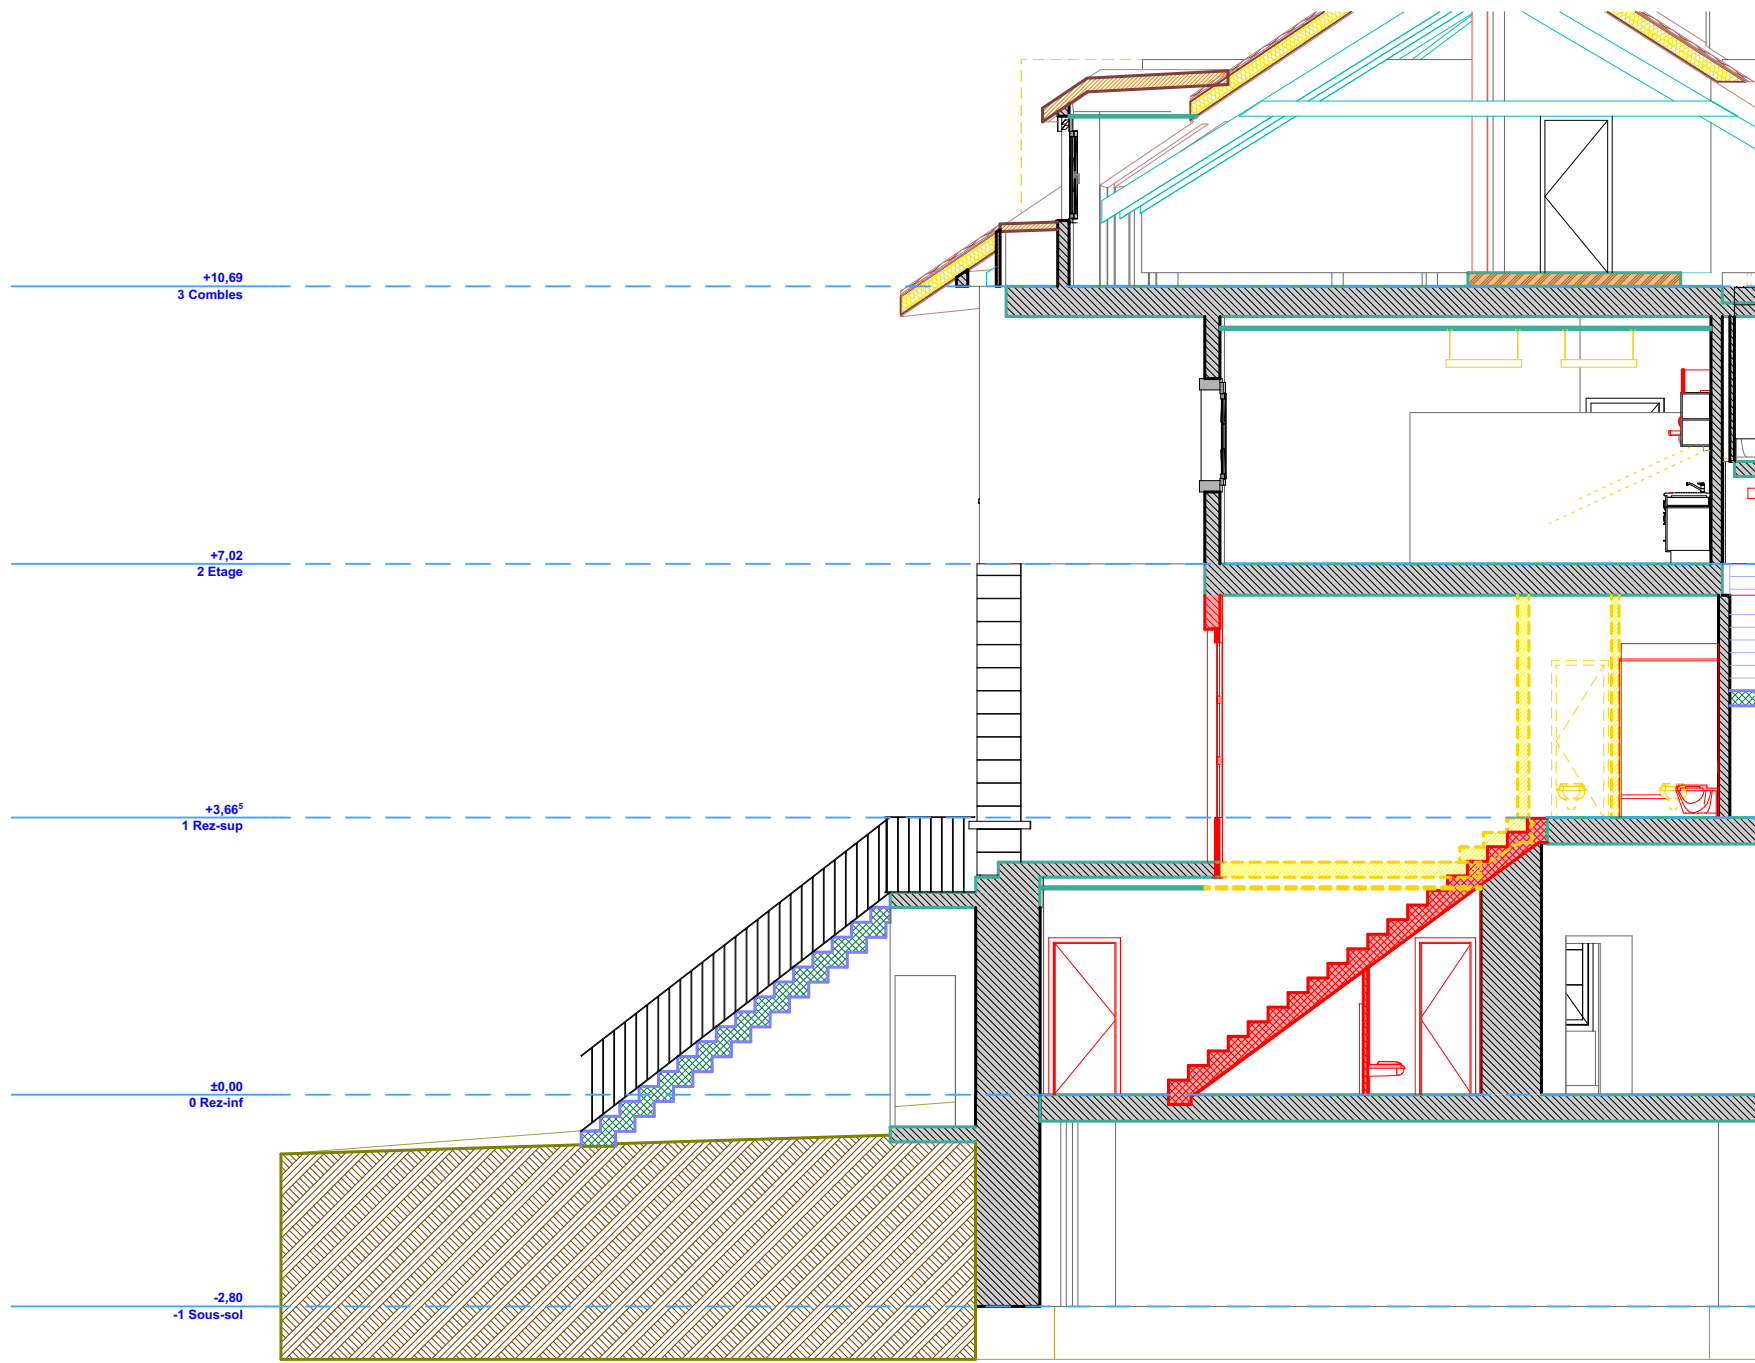 +10,69
3 Combles
+7,02
2 Etage
+3,66⁵
1 Rez-sup
±0,00
0 Rez-inf
-2,80
-1 Sous-sol